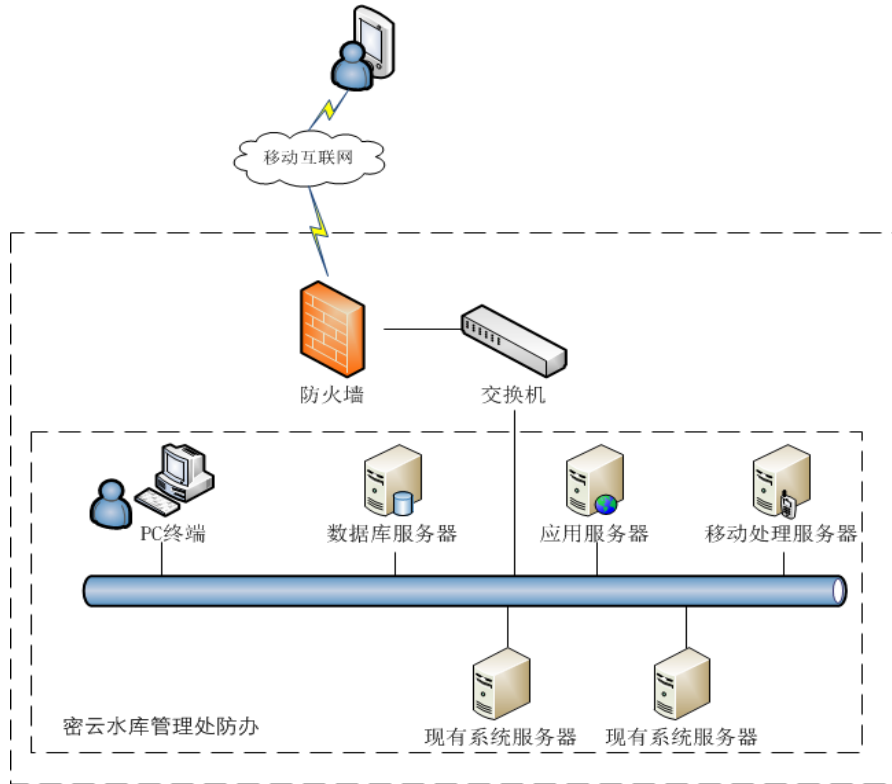 移动互联网
防火墙
交换机
PC终端
数据库服务器
应用服务器
移动处理服务器
密云水库管理处防办
现有系统服务器
现有系统服务器